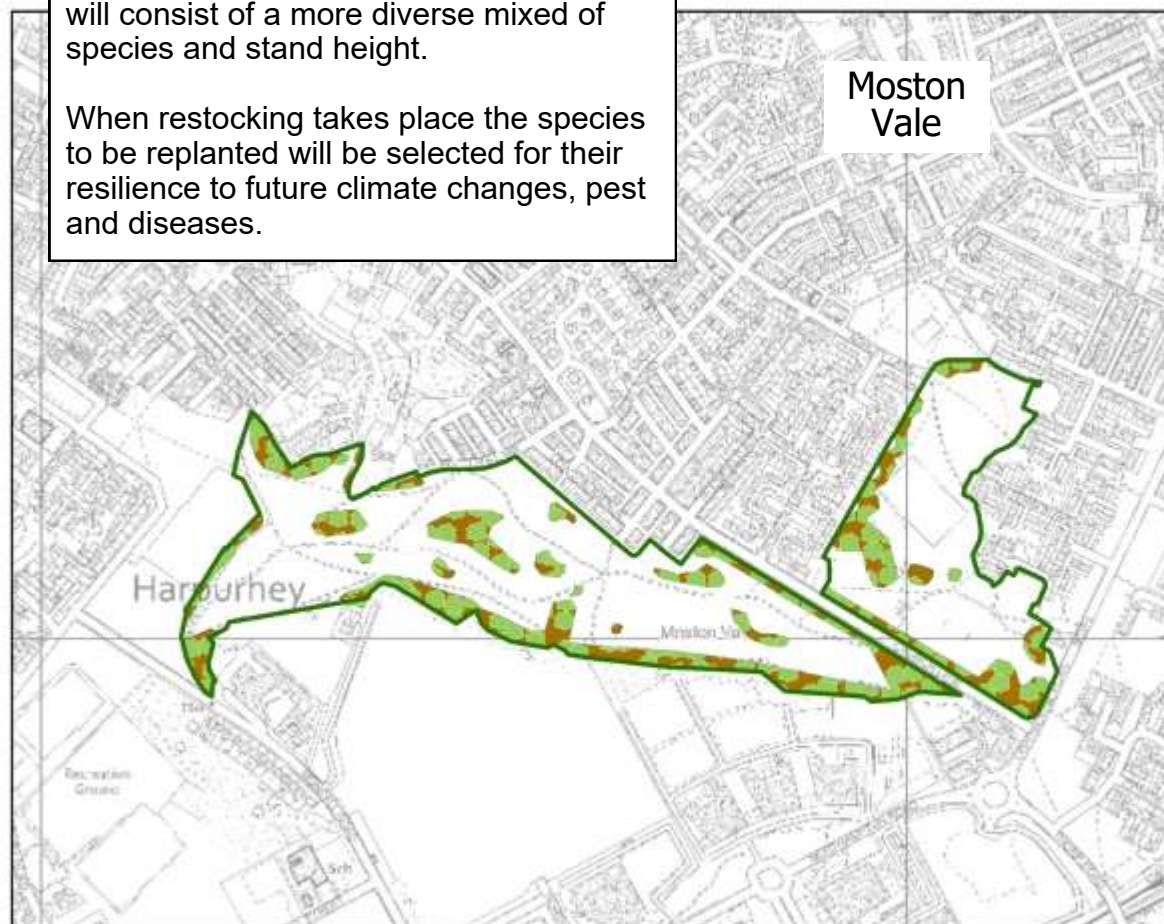 will consist of a more diverse mixed of
species and stand height.
When restocking takes place the species
to be replanted will be selected for their
resilience to future climate changes, pest
and diseases.
Moston
Vale
Harpurhey
Recreation
Ground
Sch